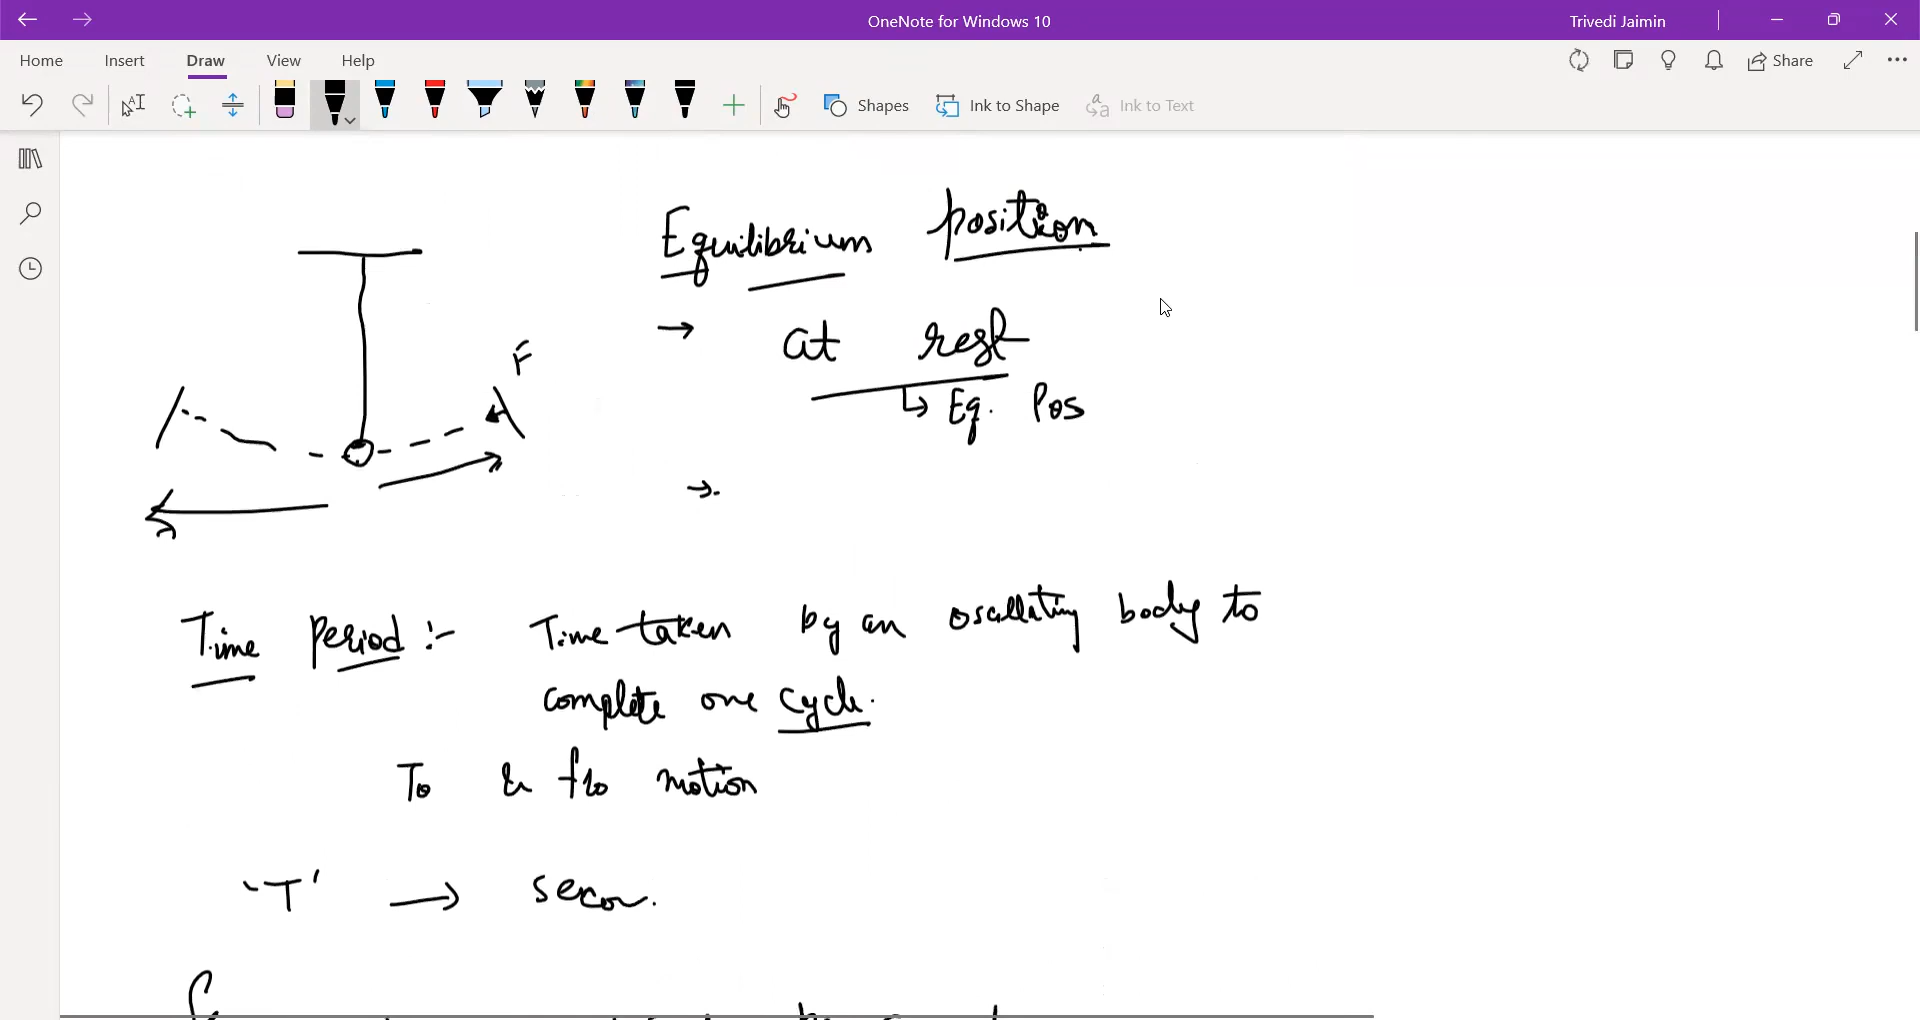 OneNote for Windows 10
Trivedi Jaimin
Home Insert Draw View Help
Share
Shapes Ink to Shape Ink to Text
Equilibrium position
→ at rest
↳ Eq. Pos
F
→
Time Period :- Time taken by an oscillating body to
complete one cycle.
To & fro motion
'T' → secon.